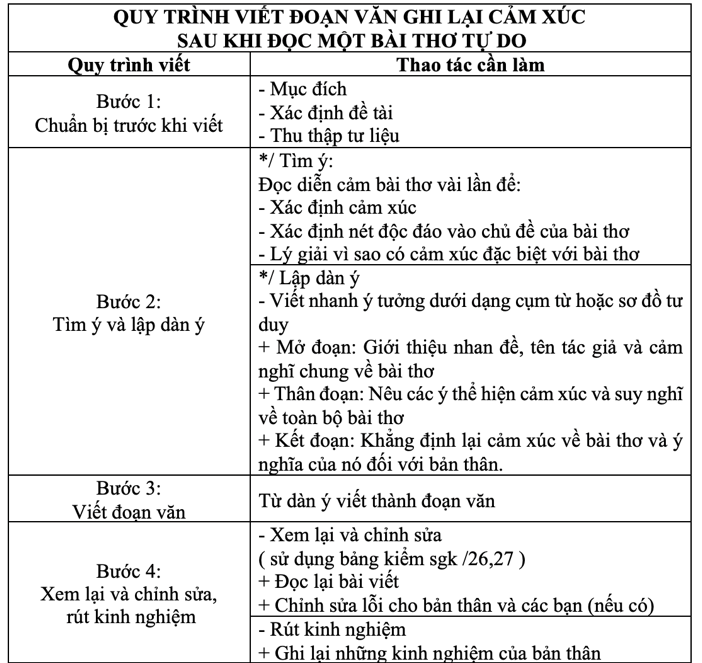 QUY TRÌNH VIẾT ĐOẠN VĂN GHI LẠI CẢM XÚC
SAU KHI ĐỌC MỘT BÀI THƠ TỰ DO
Quy trình viết
Thao tác cần làm
Bước 1:
Chuẩn bị trước khi viết
- Mục đích
- Xác định đề tài
- Thu thập tư liệu
Bước 2:
Tìm ý và lập dàn ý
*/ Tìm ý:
Đọc diễn cảm bài thơ vài lần để:
- Xác định cảm xúc
- Xác định nét độc đáo vào chủ đề của bài thơ
- Lý giải vì sao có cảm xúc đặc biệt với bài thơ
*/ Lập dàn ý
- Viết nhanh ý tưởng dưới dạng cụm từ hoặc sơ đồ tư
duy
+ Mở đoạn: Giới thiệu nhan đề, tên tác giả và cảm
nghĩ chung về bài thơ
+ Thân đoạn: Nêu các ý thể hiện cảm xúc và suy nghĩ
về toàn bộ bài thơ
+ Kết đoạn: Khẳng định lại cảm xúc về bài thơ và ý
nghĩa của nó đối với bản thân.
Bước 3:
Viết đoạn văn
Từ dàn ý viết thành đoạn văn
Bước 4:
Xem lại và chỉnh sửa,
rút kinh nghiệm
- Xem lại và chỉnh sửa
( sử dụng bảng kiểm sgk /26,27 )
+ Đọc lại bài viết
+ Chỉnh sửa lỗi cho bản thân và các bạn (nếu có)
- Rút kinh nghiệm
+ Ghi lại những kinh nghiệm của bản thân